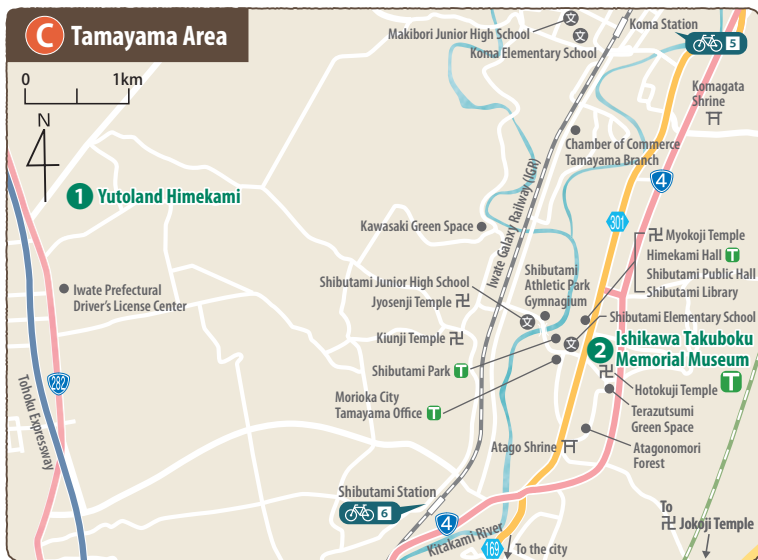 C Tamayama Area
0 1km
N
Makibori Junior High School
Koma Elementary School
Koma Station
5
Komagata
Shrine
Chamber of Commerce
Tamayama Branch
4
1 Yutoland Himekami
301
Iwate Galaxy Railway (IGR)
Kawasaki Green Space
Myokoji Temple
Himekami Hall T
Shibutami Public Hall
Shibutami Library
Shibutami Junior High School
文
Jyosenji Temple
Shibutami
Athletic Park
Gymnagium
Iwate Prefectural
Driver's License Center
Shibutami Elementary School
文
Kiunji Temple
2 Ishikawa Takuboku
Memorial Museum
T
Shibutami Park T
Hotokuji Temple
282
Tohoku Expressway
Morioka City
Tamayama Office T
Terazutsumi
Green Space
Atago Shrine
Atagonomori
Forest
Shibutami Station
6
4
Kitakami River
169
To the city
To
Jokoji Temple
文
文